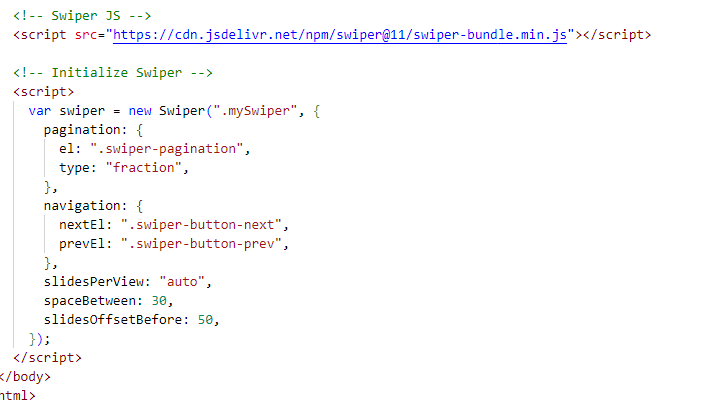 <!-- Swiper JS -->
<script src="https://cdn.jsdelivr.net/npm/swiper@11/swiper-bundle.min.js"></script>
<!-- Initialize Swiper -->
<script>
var swiper = new Swiper(".mySwiper", {
pagination: {
el: ".swiper-pagination",
type: "fraction",
},
navigation: {
nextEl: ".swiper-button-next",
prevEl: ".swiper-button-prev",
},
slidesPerView: "auto",
spaceBetween: 30,
slidesOffsetBefore: 50,
});
</script>
</body>
html>